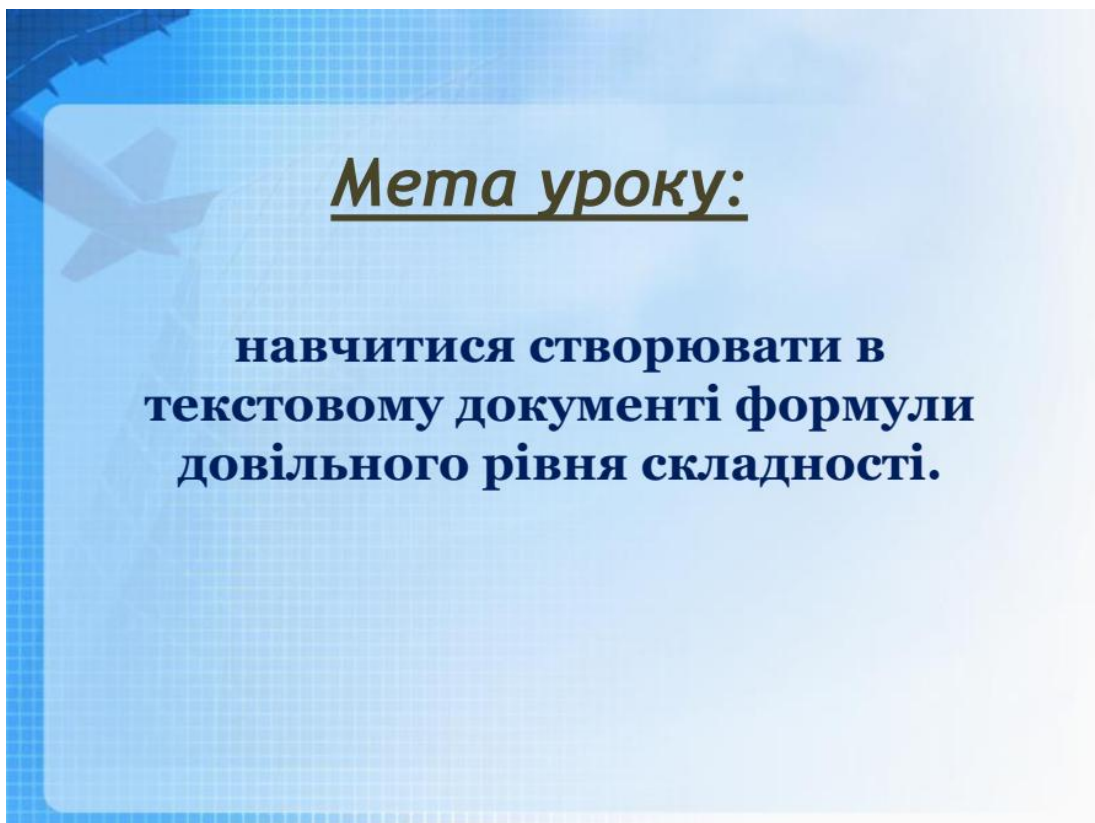 Мета уроку:
навчитися створювати в
текстовому документі формули
довільного рівня складності.